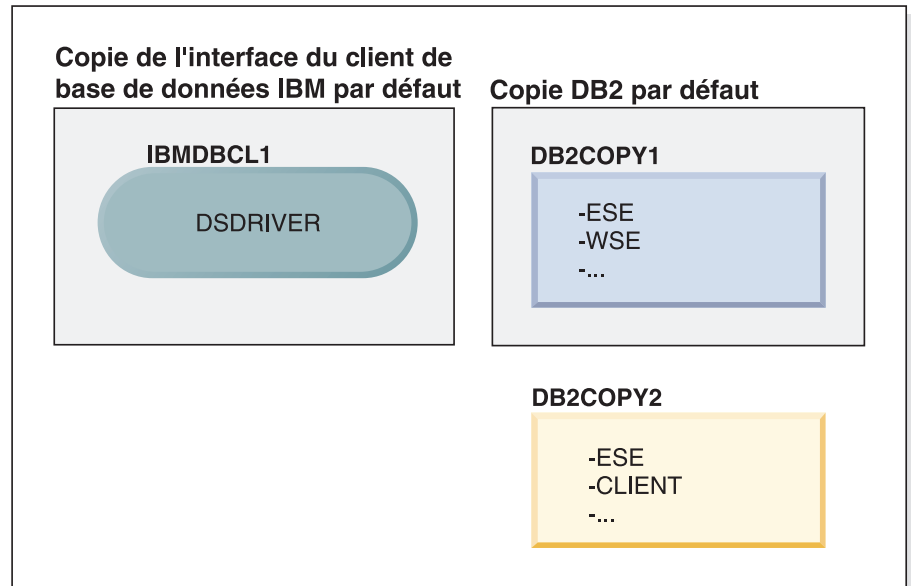 Copie de l'interface du client de
base de données IBM par défaut
IBMDBCL1
DSDRIVER
Copie DB2 par défaut
DB2COPY1
-ESE
-WSE
-...
DB2COPY2
-ESE
-CLIENT
-...